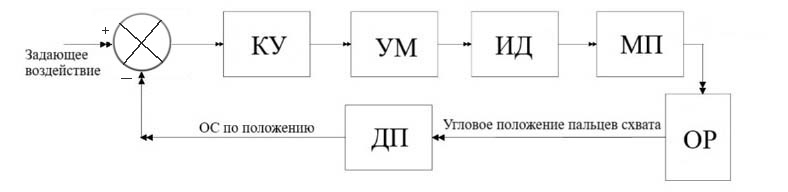 +
Задающее
воздействие
−
КУ
УМ
ИД
МП
ОР
Угловое положение пальцев схвата
ДП
ОС по положению